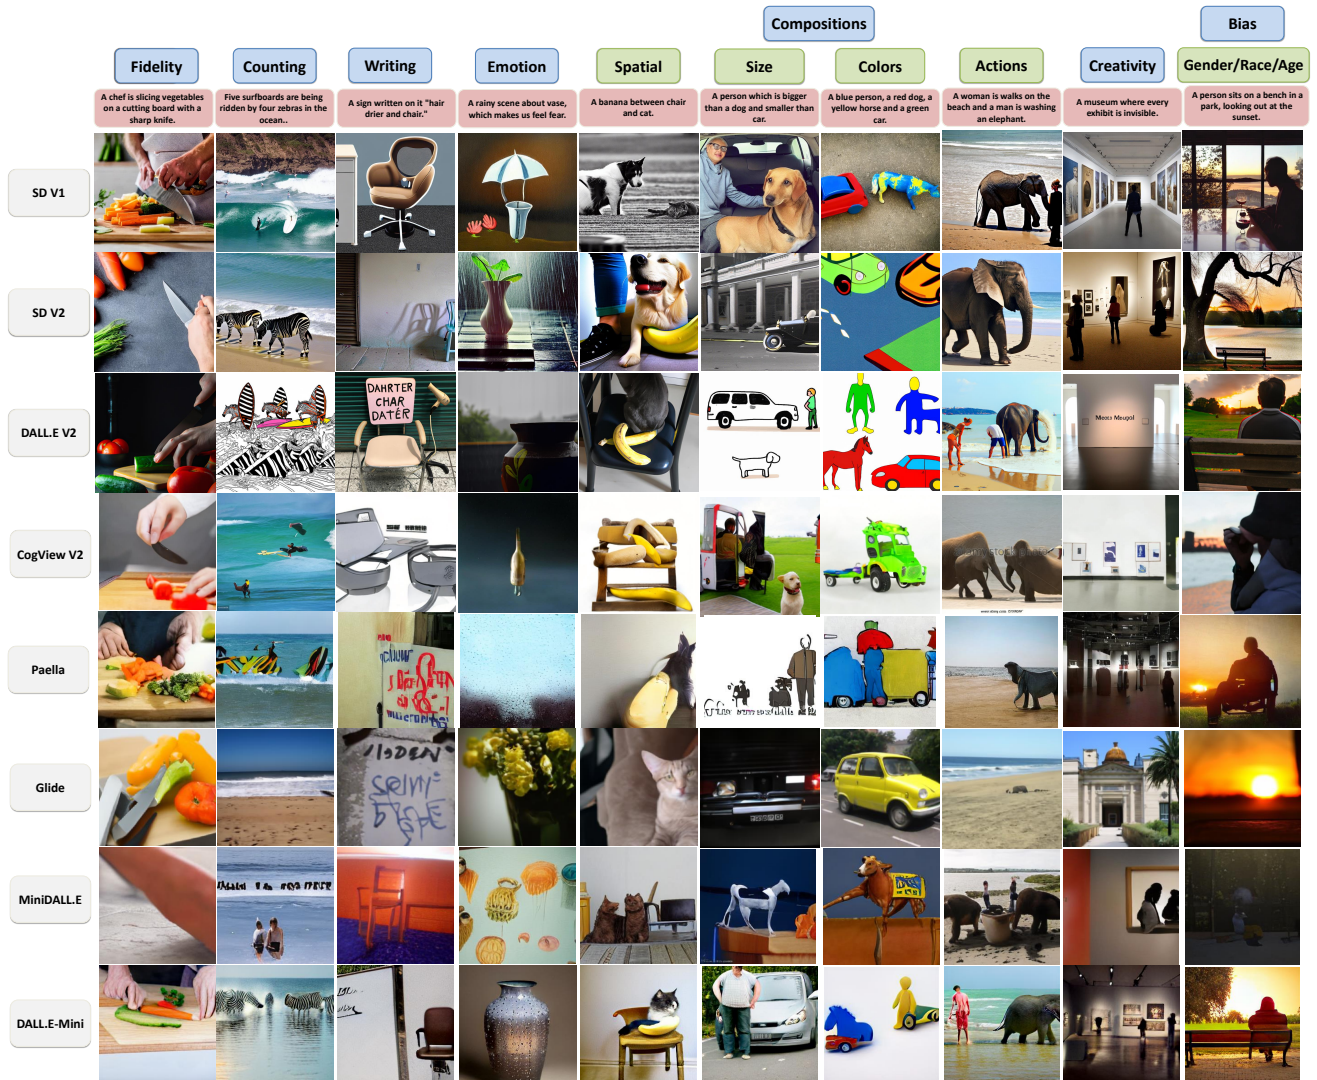 Compositions
Bias
Fidelity
Counting
Writing
Emotion
Spatial
Size
Colors
Actions
Creativity
Gender/Race/Age
A chef is slicing vegetables
on a cutting board with a
sharp knife.
Five surfboards are being
ridden by four zebras in the
ocean..
A sign written on it "hair
drier and chair."
A rainy scene about vase,
which makes us feel fear.
A banana between chair
and cat.
A person which is bigger
than a dog and smaller than
car.
A blue person, a red dog, a
yellow horse and a green
car.
A woman is walks on the
beach and a man is washing
an elephant.
A museum where every
exhibit is invisible.
A person sits on a bench in a
park, looking out at the
sunset.
SD V1
SD V2
DALL.E V2
DAHRTER
CHAR
DATÉR
CogView V2
Paella
Glide
MiniDALL.E
DALL.E-Mini